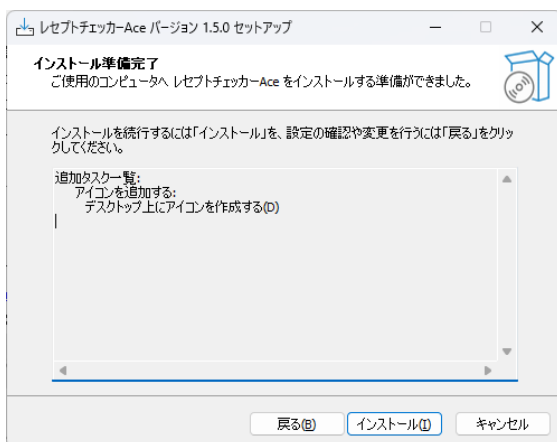 レセプトチェッカーAce バージョン 1.5.0 セットアップ
インストール準備完了
ご使用のコンピュータへ レセプトチェッカーAce をインストールする準備ができました。
インストールを続行するには「インストール」を、設定の確認や変更を行うには「戻る」をクリッ
クしてください。
追加タスク一覧:
アイコンを追加する:
デスクトップ上にアイコンを作成する(D)
戻る(B)
インストール(I)
キャンセル